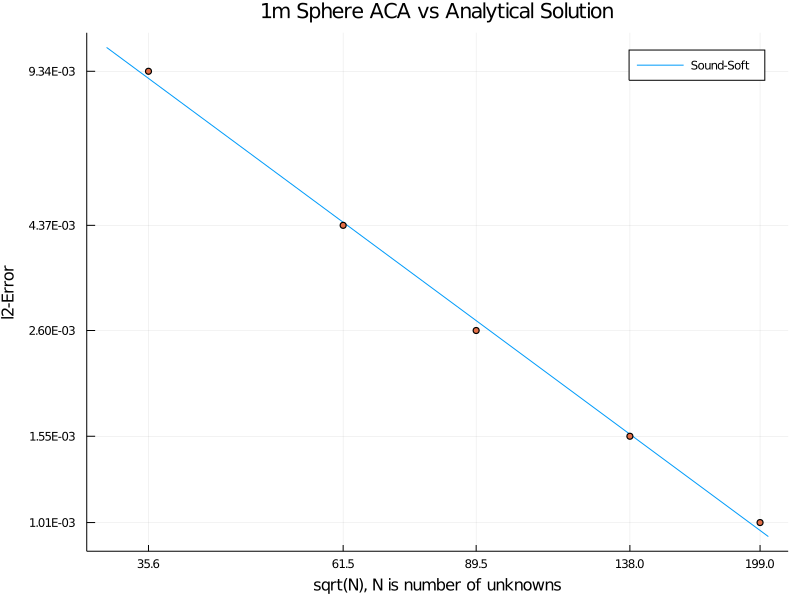 1m Sphere ACA vs Analytical Solution
Sound-Soft
l2-Error
9.34E-03
4.37E-03
2.60E-03
1.55E-03
1.01E-03
35.6 61.5 89.5 138.0 199.0
sqrt(N), N is number of unknowns